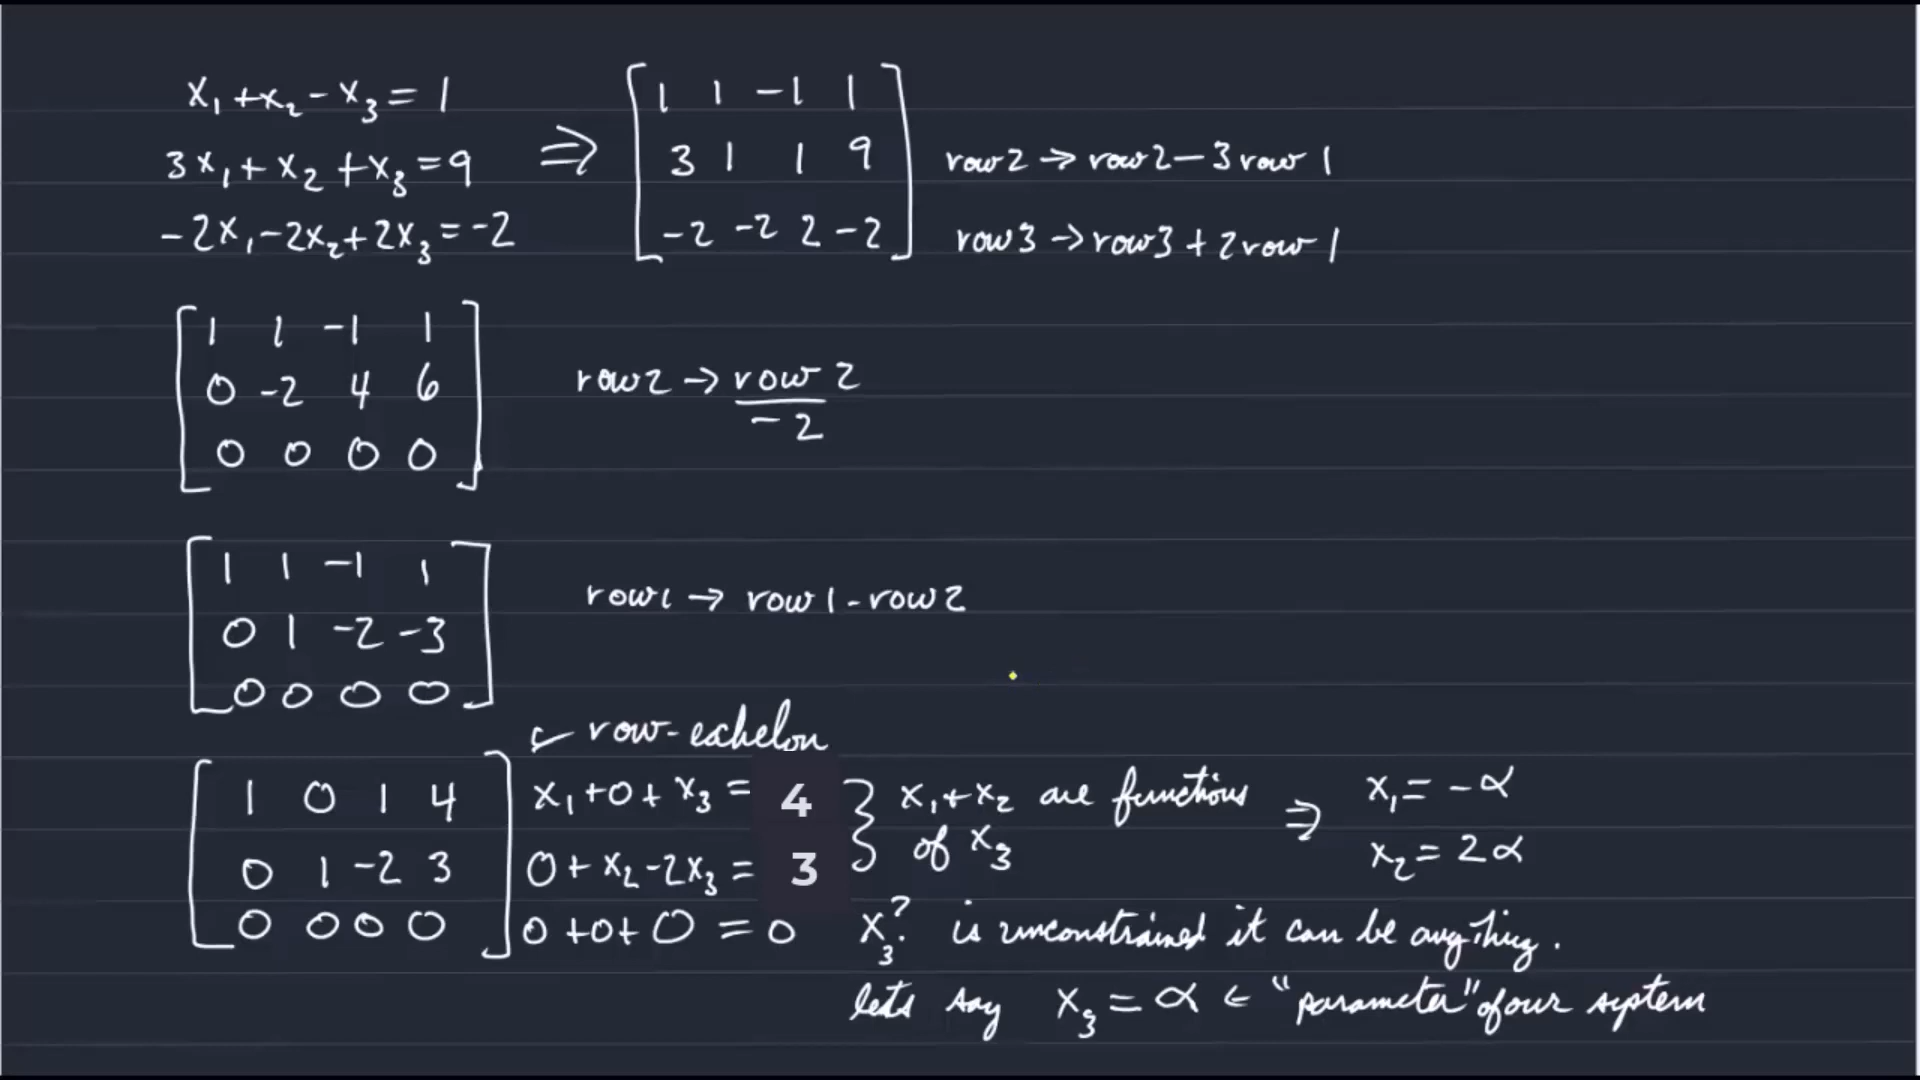 x₁ + x₂ - x₃ = 1
3x₁ + x₂ + x₃ = 9
-2x₁ - 2x₂ + 2x₃ = -2
⇒
1 1 -1 1
3 1 1 9
-2 -2 2 -2
row2 → row2 - 3row1
row3 → row3 + 2row1
1 1 -1 1
0 -2 4 6
0 0 0 0
row2 → row2/-2
1 1 -1 1
0 1 -2 -3
0 0 0 0
row1 → row1 - row2
← row-echelon
1 0 1 4
0 1 -2 3
0 0 0 0
x₁ + 0 + x₃ = 4
0 + x₂ - 2x₃ = 3
0 + 0 + 0 = 0
} x₁ + x₂ are functions
of x₃
⇒ x₁ = -α
x₂ = 2α
x₃? is unconstrained it can be anything.
lets say x₃ = α ← "parameter" of our system